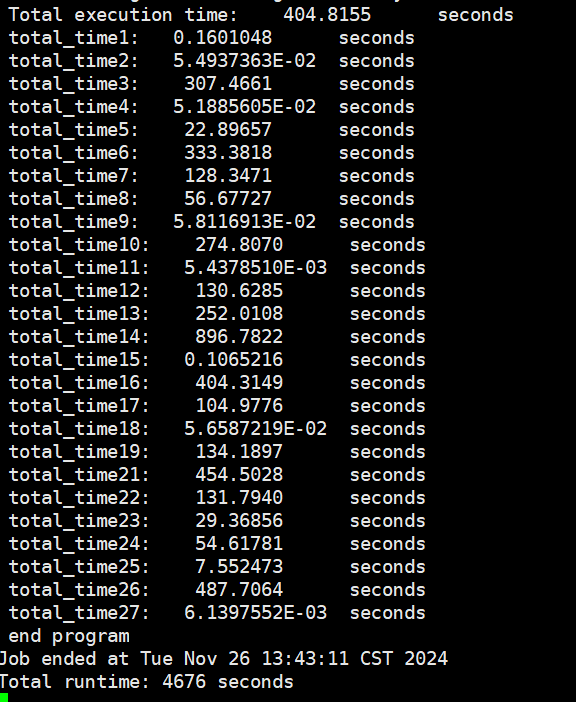 Total execution time: 404.8155 seconds
total_time1: 0.1601048 seconds
total_time2: 5.4937363E-02 seconds
total_time3: 307.4661 seconds
total_time4: 5.1885605E-02 seconds
total_time5: 22.89657 seconds
total_time6: 333.3818 seconds
total_time7: 128.3471 seconds
total_time8: 56.67727 seconds
total_time9: 5.8116913E-02 seconds
total_time10: 274.8070 seconds
total_time11: 5.4378510E-03 seconds
total_time12: 130.6285 seconds
total_time13: 252.0108 seconds
total_time14: 896.7822 seconds
total_time15: 0.1065216 seconds
total_time16: 404.3149 seconds
total_time17: 104.9776 seconds
total_time18: 5.6587219E-02 seconds
total_time19: 134.1897 seconds
total_time21: 454.5028 seconds
total_time22: 131.7940 seconds
total_time23: 29.36856 seconds
total_time24: 54.61781 seconds
total_time25: 7.552473 seconds
total_time26: 487.7064 seconds
total_time27: 6.1397552E-03 seconds
end program
Job ended at Tue Nov 26 13:43:11 CST 2024
Total runtime: 4676 seconds